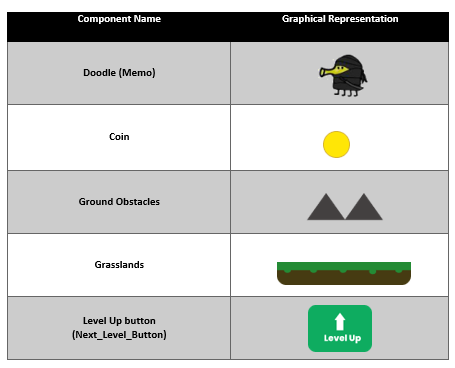 Component Name
Graphical Representation
Doodle (Memo)
Coin
Ground Obstacles
Grasslands
Level Up button
(Next_Level_Button)
Level Up